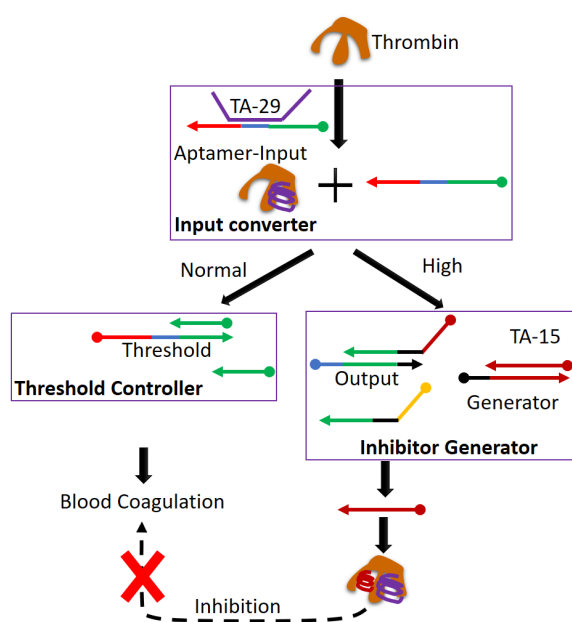 Thrombin
TA-29
Aptamer-Input
Input converter
Normal
High
Threshold
Threshold Controller
TA-15
Output
Generator
Inhibitor Generator
Blood Coagulation
Inhibition